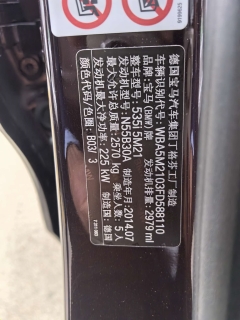 德国宝马汽车集团丁格芬工厂制造
车辆识别代号: WBA5M2103FD588110
品牌: 宝马(BMW)牌
整车型号: 535Li 5M21 发动机排量: 2979 ml
发动机型号: N55B30A 制造年月: 2014.07
最大允许总质量: 2570 kg 乘坐人数: 5 人
发动机最大净功率: 225 kW 制造国: 德国
颜色代码/色圈: B03 3